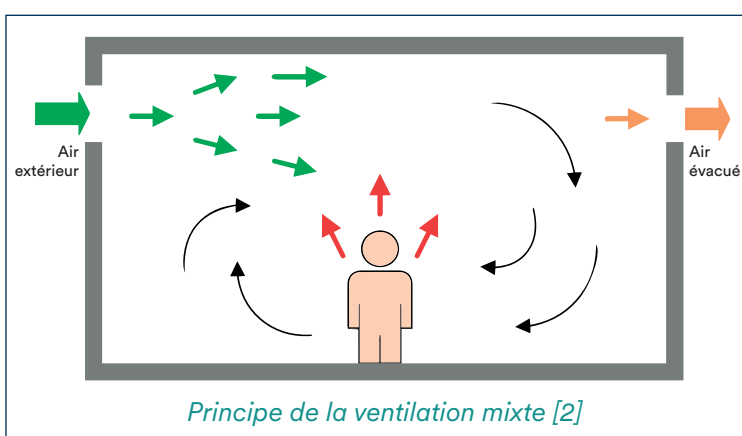 Air
extérieur
Air
évacué
Principe de la ventilation mixte [2]